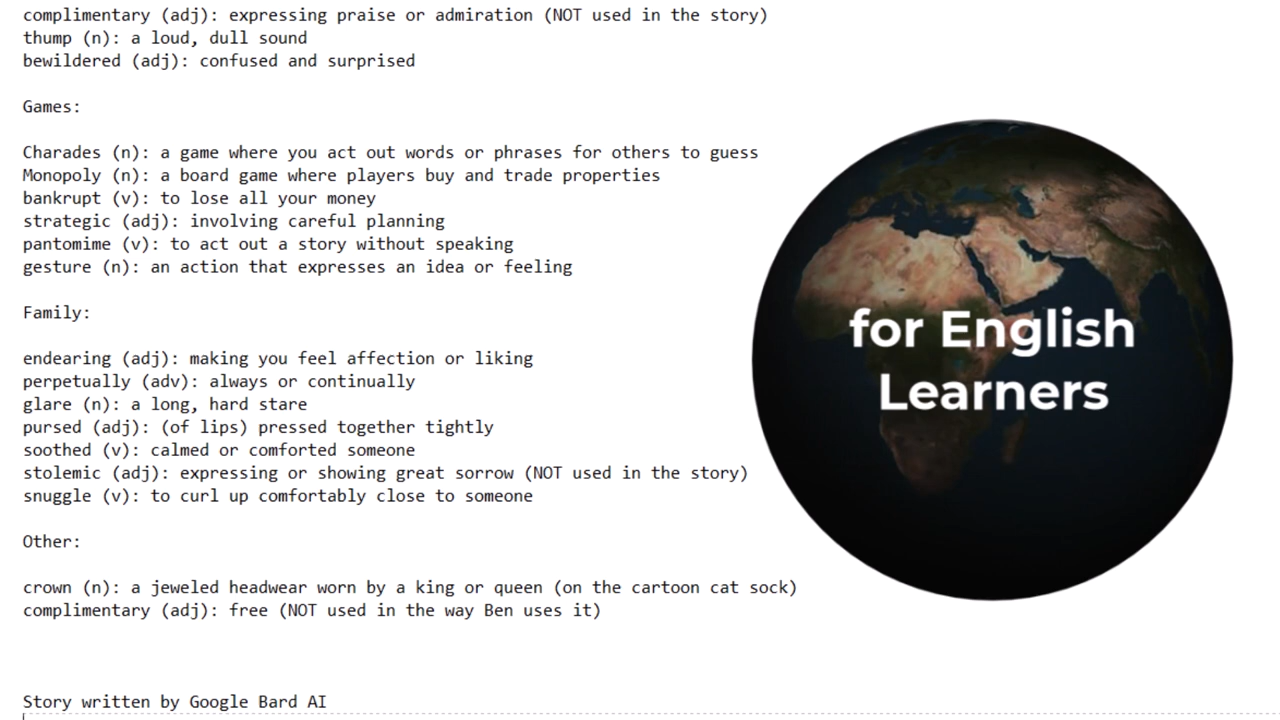 complimentary (adj): expressing praise or admiration (NOT used in the story)
thump (n): a loud, dull sound
bewildered (adj): confused and surprised
Games:
Charades (n): a game where you act out words or phrases for others to guess
Monopoly (n): a board game where players buy and trade properties
bankrupt (v): to lose all your money
strategic (adj): involving careful planning
pantomime (v): to act out a story without speaking
gesture (n): an action that expresses an idea or feeling
Family:
endearing (adj): making you feel affection or liking
perpetually (adv): always or continually
glare (n): a long, hard stare
pursed (adj): (of lips) pressed together tightly
soothed (v): calmed or comforted someone
stolemic (adj): expressing or showing great sorrow (NOT used in the story)
snuggle (v): to curl up comfortably close to someone
Other:
crown (n): a jeweled headwear worn by a king or queen (on the cartoon cat sock)
complimentary (adj): free (NOT used in the way Ben uses it)
Story written by Google Bard AI
for English
Learners